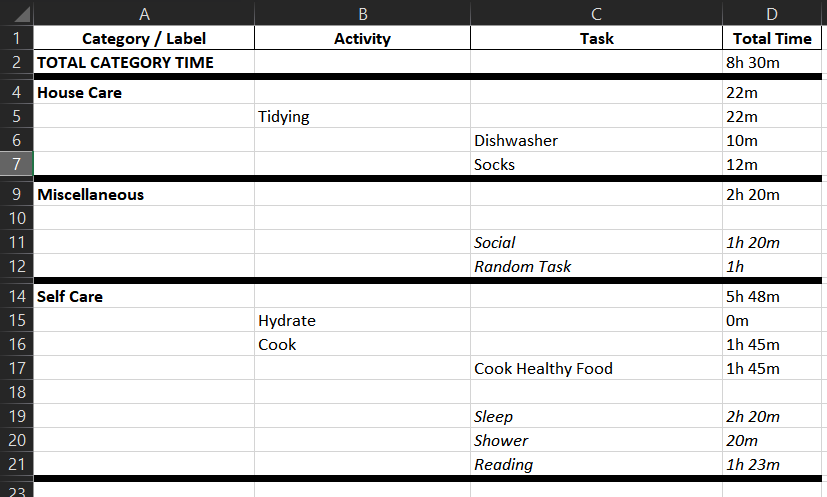 A B C D
1 Category / Label Activity Task Total Time
2 TOTAL CATEGORY TIME 8h 30m
4 House Care 22m
5 Tidying 22m
6 Dishwasher 10m
7 Socks 12m
9 Miscellaneous 2h 20m
10
11 Social 1h 20m
12 Random Task 1h
14 Self Care 5h 48m
15 Hydrate 0m
16 Cook 1h 45m
17 Cook Healthy Food 1h 45m
18
19 Sleep 2h 20m
20 Shower 20m
21 Reading 1h 23m
23